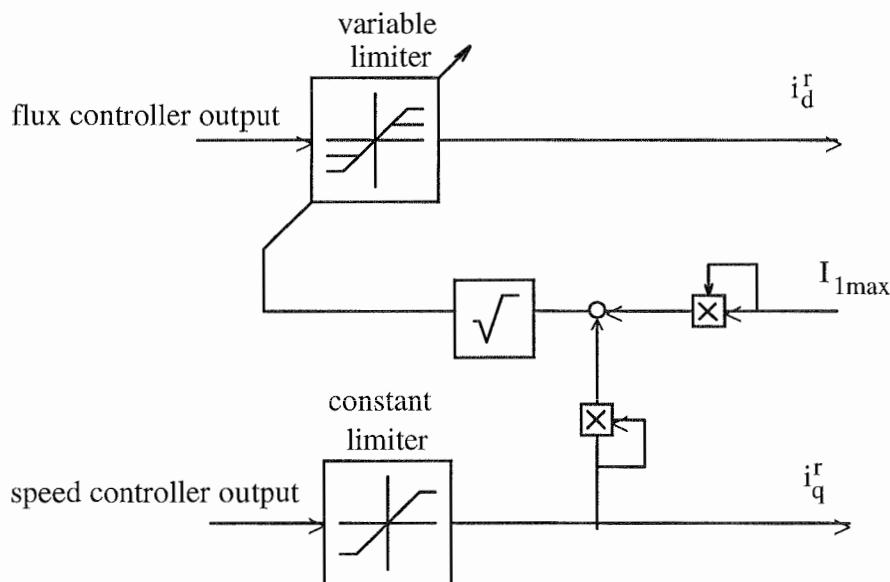 variable
limiter
flux controller output
i_d^r
I_1max
constant
limiter
speed controller output
i_q^r